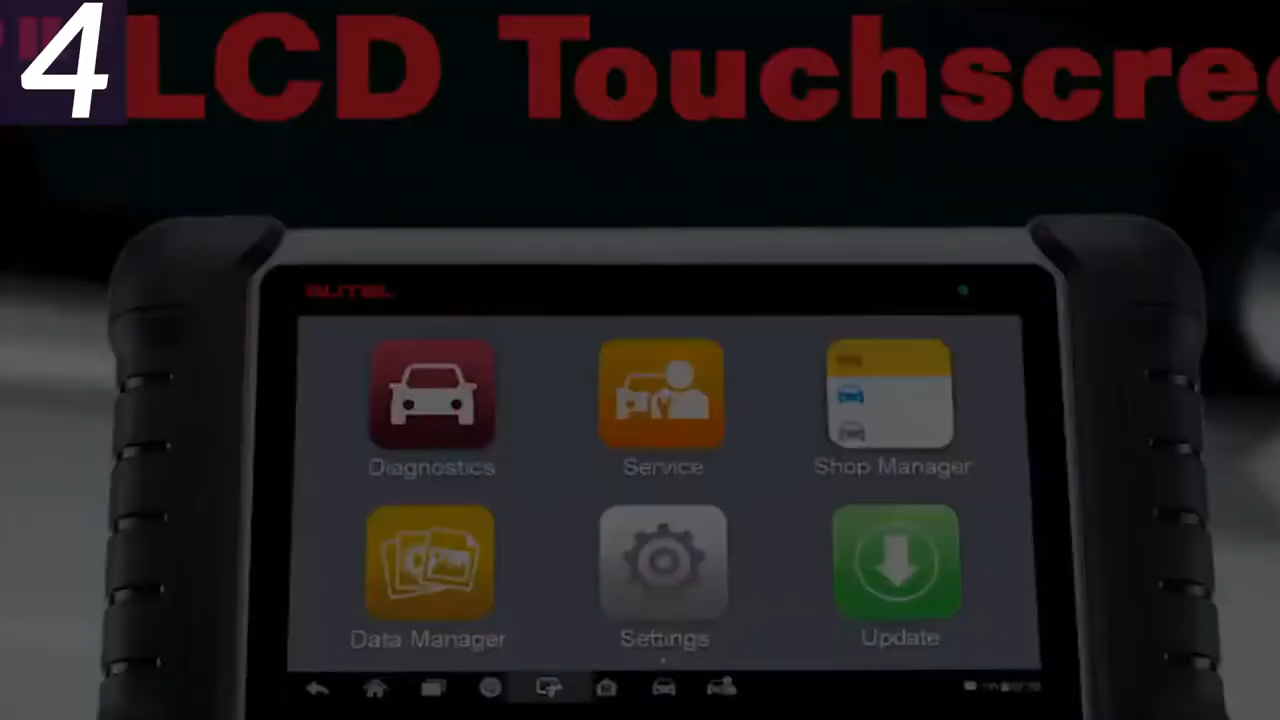 4
"LCD Touchscre
AUTEL
Diagnostics
Service
Shop Manager
Data Manager
Settings
Update